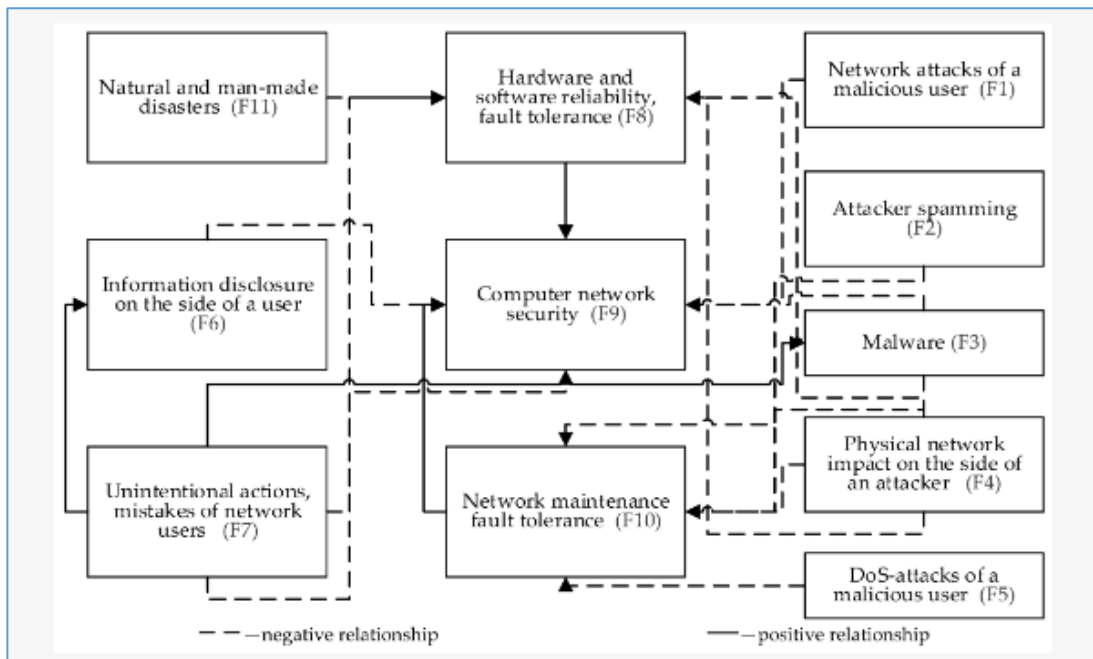 Natural and man-made
disasters (F11)
Hardware and
software reliability,
fault tolerance (F8)
Network attacks of a
malicious user (F1)
Attacker spamming
(F2)
Information disclosure
on the side of a user
(F6)
Computer network
security (F9)
Malware (F3)
Unintentional actions,
mistakes of network
users (F7)
Network maintenance
fault tolerance (F10)
Physical network
impact on the side of
an attacker (F4)
DoS-attacks of a
malicious user (F5)
—negative relationship
—positive relationship